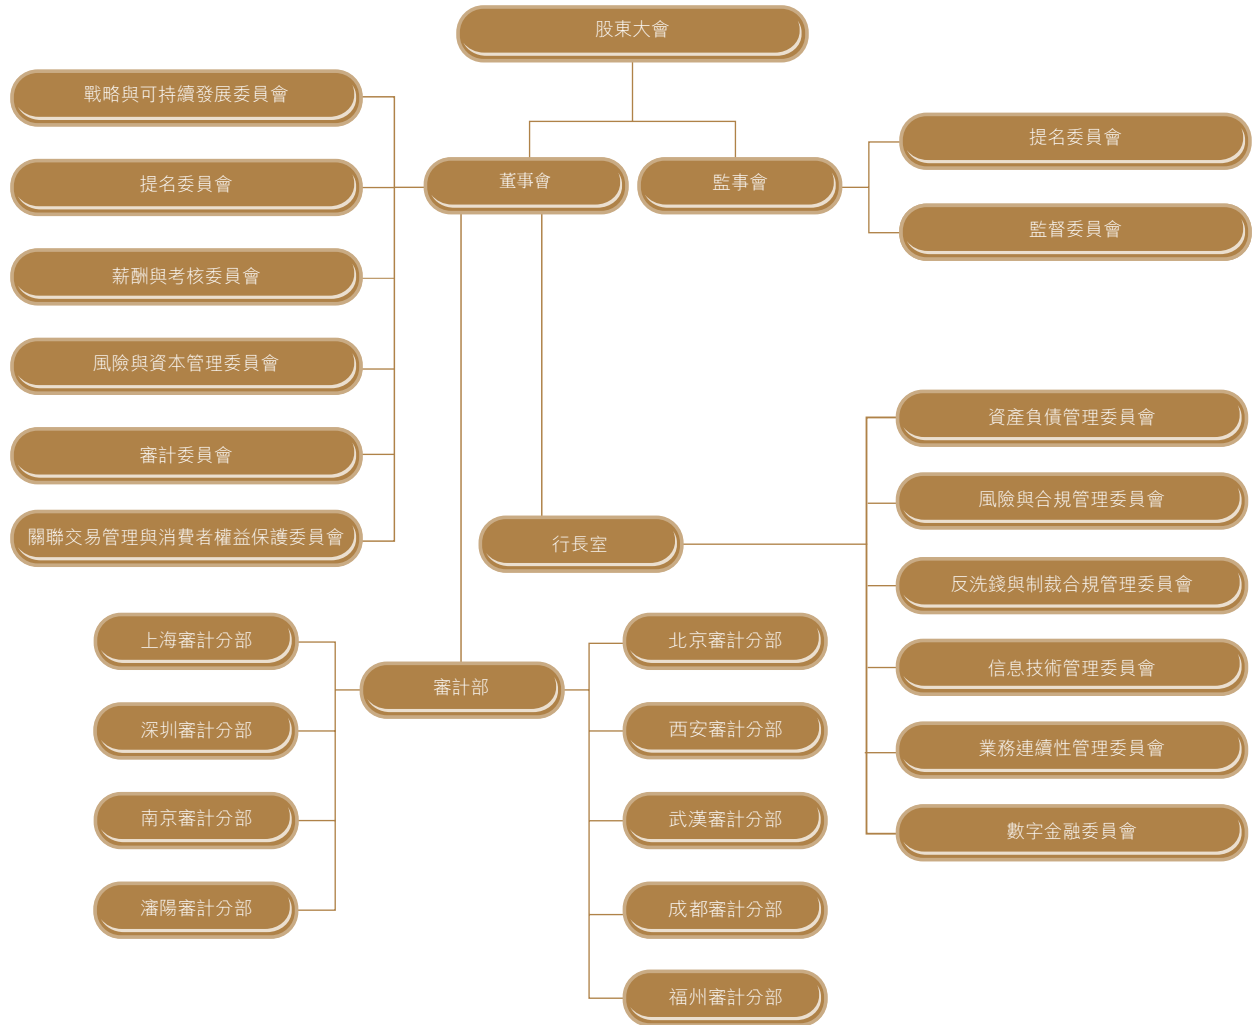 股東大會
戰略與可持續發展委員會
提名委員會
薪酬與考核委員會
風險與資本管理委員會
審計委員會
關聯交易管理與消費者權益保護委員會
董事會
監事會
提名委員會
監督委員會
行長室
資產負債管理委員會
風險與合規管理委員會
反洗錢與制裁合規管理委員會
信息技術管理委員會
業務連續性管理委員會
數字金融委員會
審計部
上海審計分部
深圳審計分部
南京審計分部
瀋陽審計分部
北京審計分部
西安審計分部
武漢審計分部
成都審計分部
福州審計分部